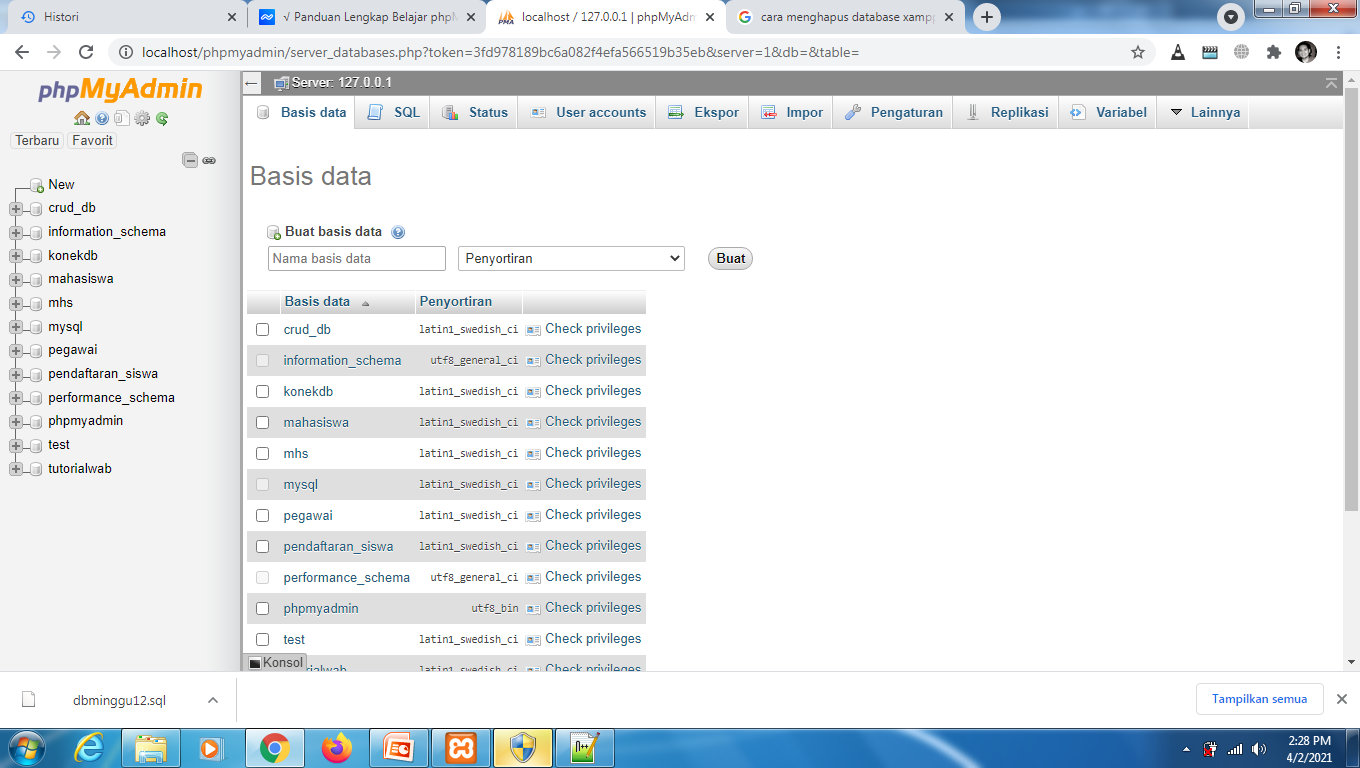 Histori
√ Panduan Lengkap Belajar phpM
localhost / 127.0.0.1 | phpMyAdm
cara menghapus database xampp
localhost/phpmyadmin/server_databases.php?token=3fd978189bc6a082f4efa566519b35eb&server=1&db=&table=
phpMyAdmin
Terbaru Favorit
New
crud_db
information_schema
konekdb
mahasiswa
mhs
mysql
pegawai
pendaftaran_siswa
performance_schema
phpmyadmin
test
tutorialwab
Server: 127.0.0.1
Basis data SQL Status User accounts Ekspor Impor Pengaturan Replikasi Variabel Lainnya
Basis data
Buat basis data
Nama basis data Penyortiran Buat
Basis data Penyortiran
crud_db latin1_swedish_ci Check privileges
information_schema utf8_general_ci Check privileges
konekdb latin1_swedish_ci Check privileges
mahasiswa latin1_swedish_ci Check privileges
mhs latin1_swedish_ci Check privileges
mysql latin1_swedish_ci Check privileges
pegawai latin1_swedish_ci Check privileges
pendaftaran_siswa latin1_swedish_ci Check privileges
performance_schema utf8_general_ci Check privileges
phpmyadmin utf8_bin Check privileges
test latin1_swedish_ci Check privileges
rialwab latin1_swedish_ci Check privileges
Konsol
dbminggu12.sql
Tampilkan semua
2:28 PM
4/2/2021